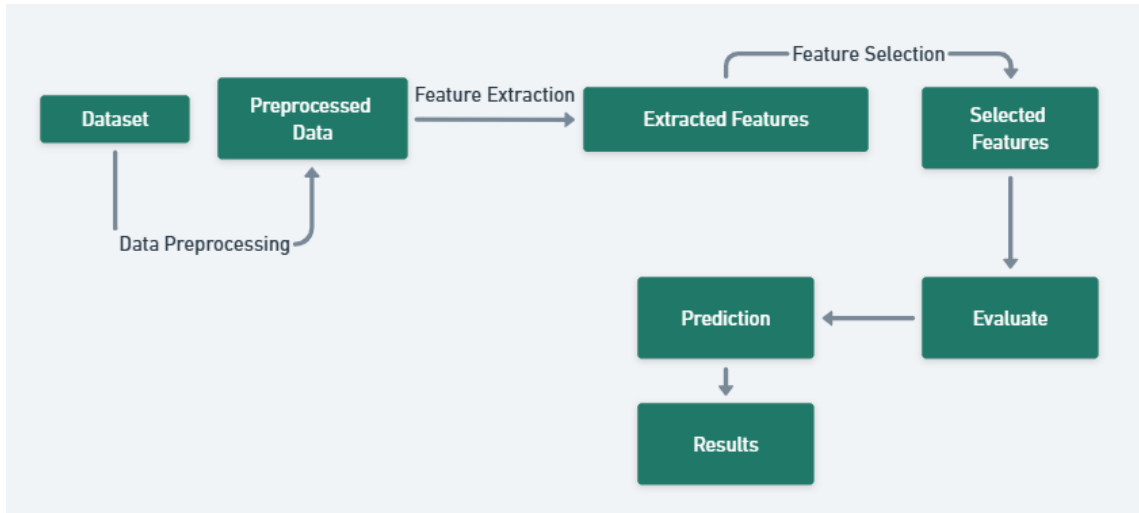 Feature Selection
Dataset
Preprocessed
Data
Feature Extraction
Extracted Features
Selected
Features
Data Preprocessing
Prediction
Evaluate
Results